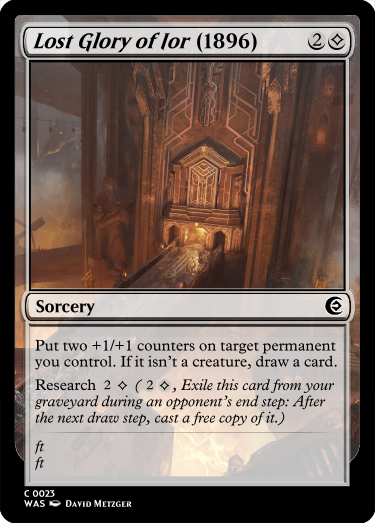 Lost Glory of Ior (1896) 2
Sorcery
Put two +1/+1 counters on target permanent
you control. If it isn't a creature, draw a card.
Research 2 ( 2 , Exile this card from your
graveyard during an opponent's end step: After
the next draw step, cast a free copy of it.)
ft
ft
C 0023
WAS DAVID METZGER